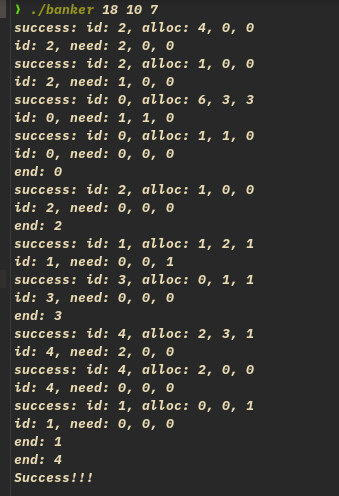 ❯ ./banker 18 10 7
success: id: 2, alloc: 4, 0, 0
id: 2, need: 2, 0, 0
success: id: 2, alloc: 1, 0, 0
id: 2, need: 1, 0, 0
success: id: 0, alloc: 6, 3, 3
id: 0, need: 1, 1, 0
success: id: 0, alloc: 1, 1, 0
id: 0, need: 0, 0, 0
end: 0
success: id: 2, alloc: 1, 0, 0
id: 2, need: 0, 0, 0
end: 2
success: id: 1, alloc: 1, 2, 1
id: 1, need: 0, 0, 1
success: id: 3, alloc: 0, 1, 1
id: 3, need: 0, 0, 0
end: 3
success: id: 4, alloc: 2, 3, 1
id: 4, need: 2, 0, 0
success: id: 4, alloc: 2, 0, 0
id: 4, need: 0, 0, 0
success: id: 1, alloc: 0, 0, 1
id: 1, need: 0, 0, 0
end: 1
end: 4
Success!!!